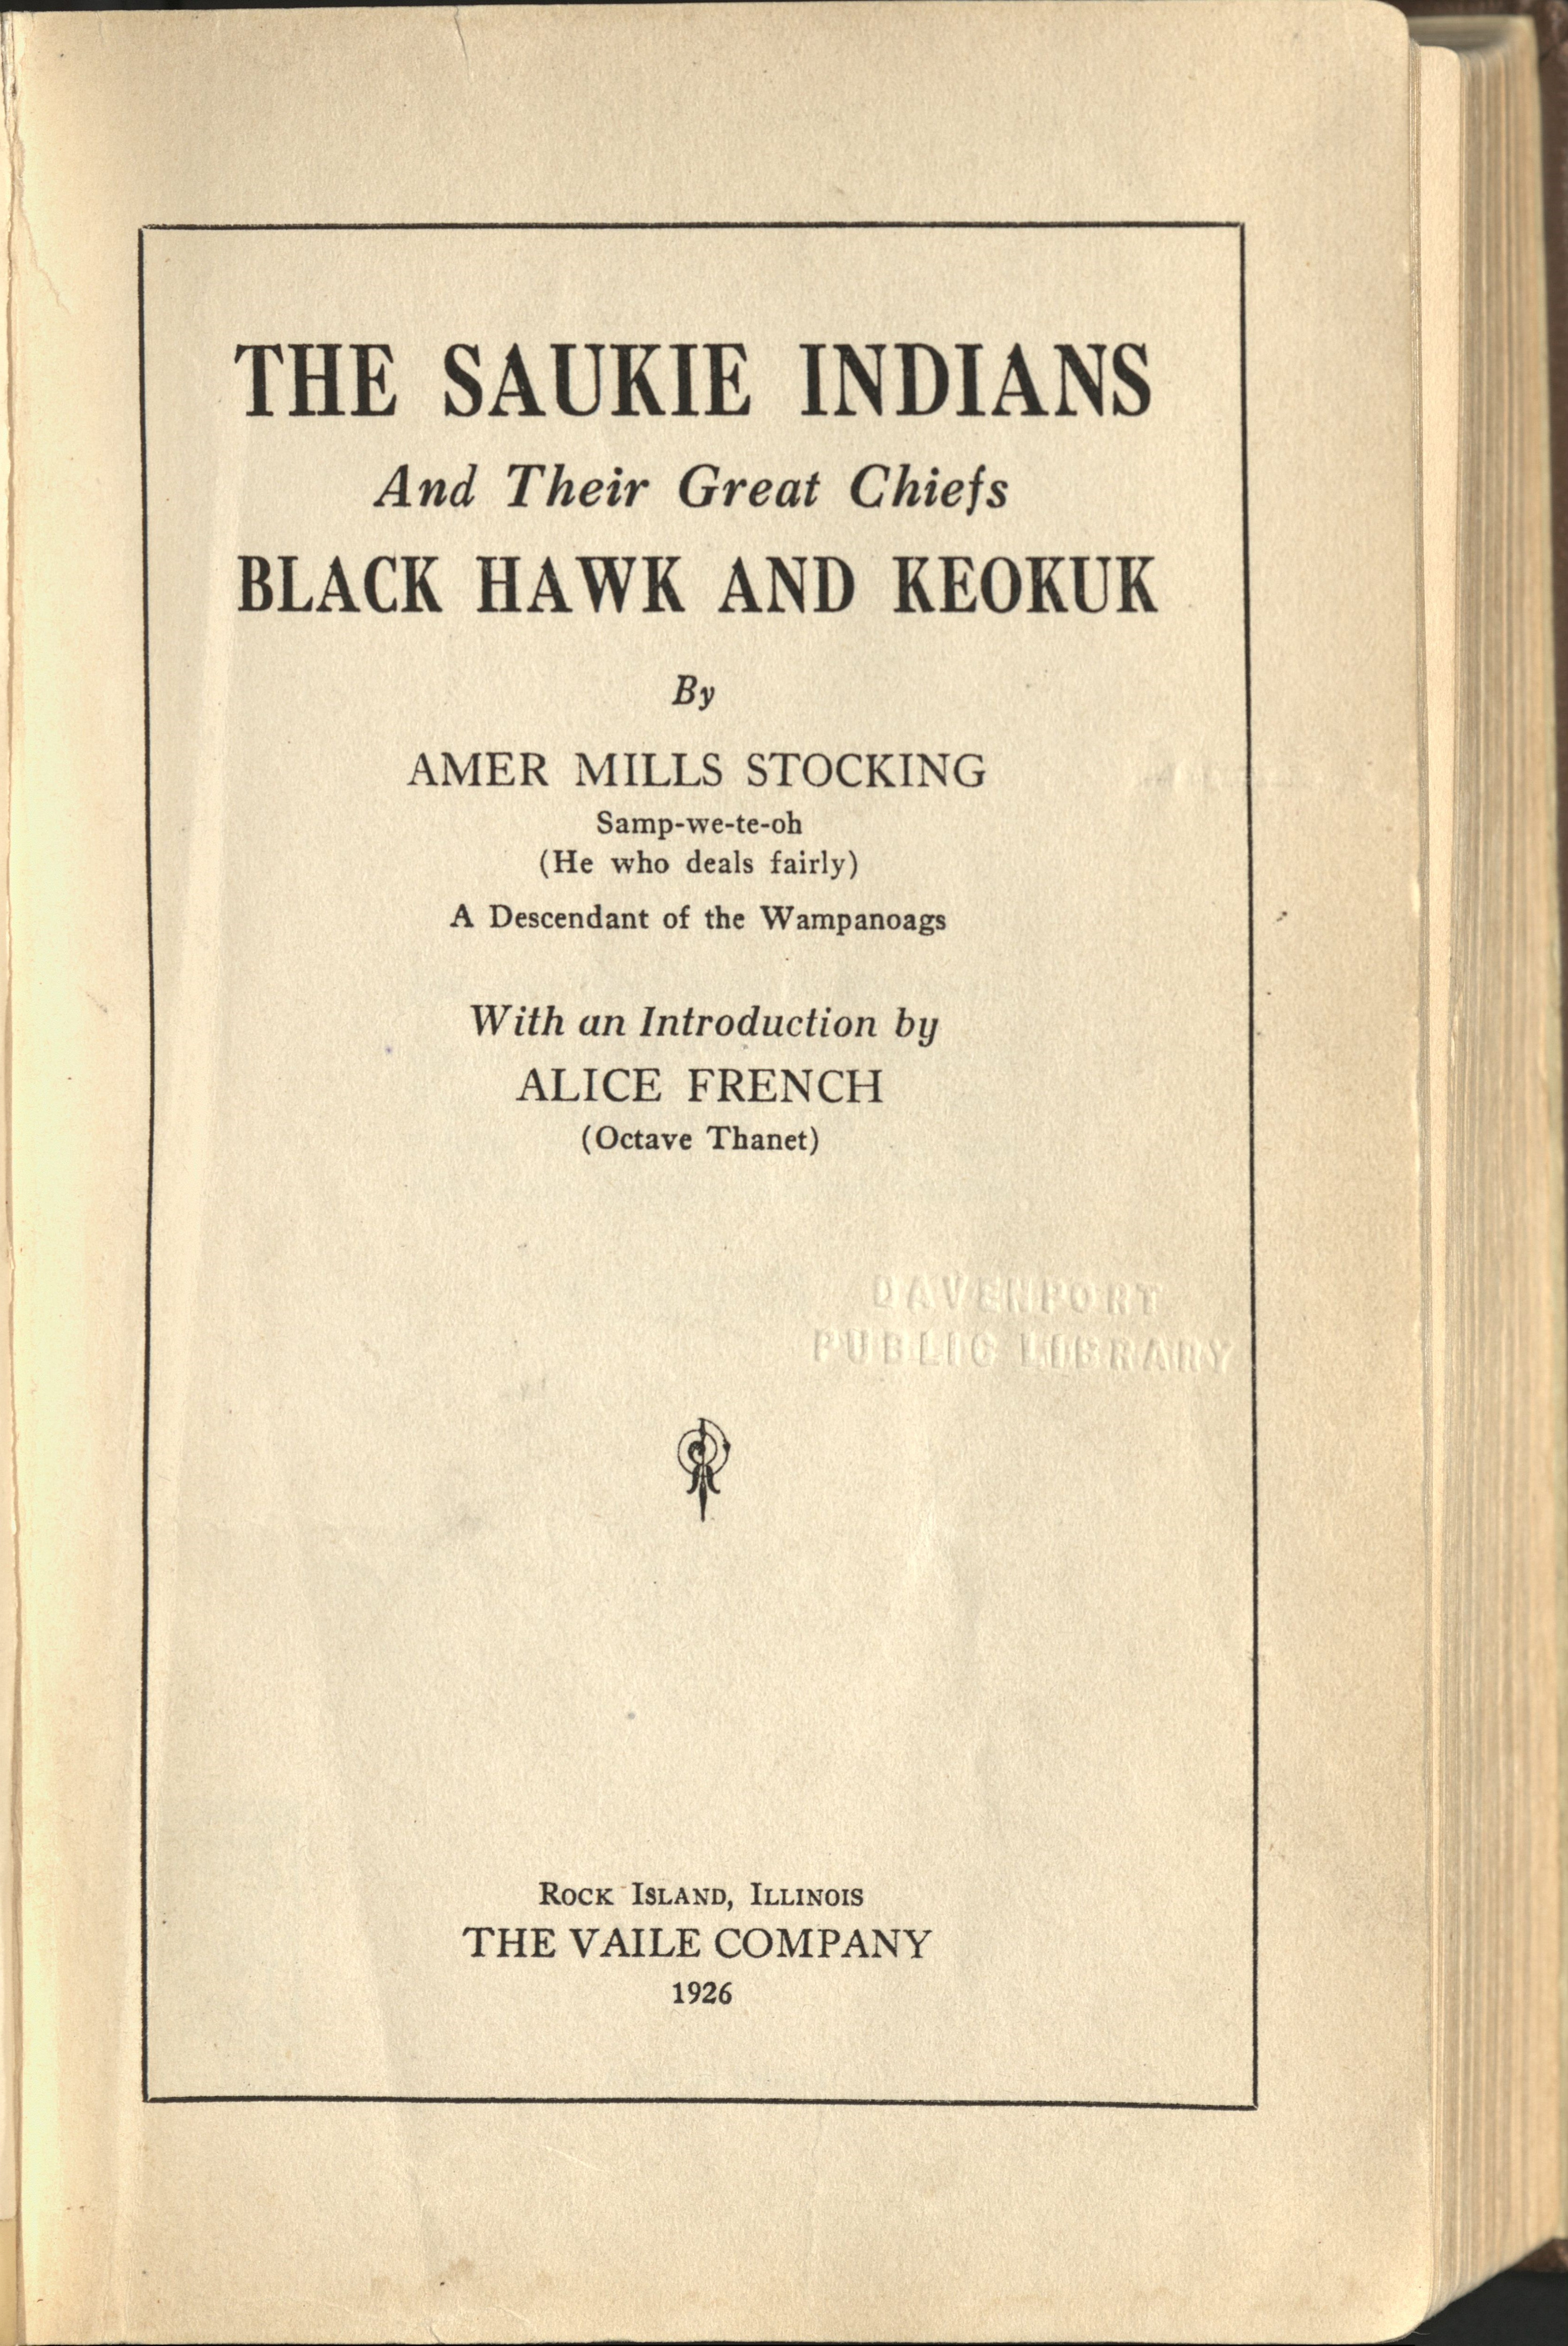 THE SAUKIE INDIANS
And Their Great Chiefs
BLACK HAWK AND KEOKUK
By
AMER MILLS STOCKING
Samp-we-te-oh
(He who deals fairly)
A Descendant of the Wampanoags
With an Introduction by
ALICE FRENCH
(Octave Thanet)
DAVENPORT
PUBLIC LIBRARY
ROCK ISLAND, ILLINOIS
THE VAILE COMPANY
1926